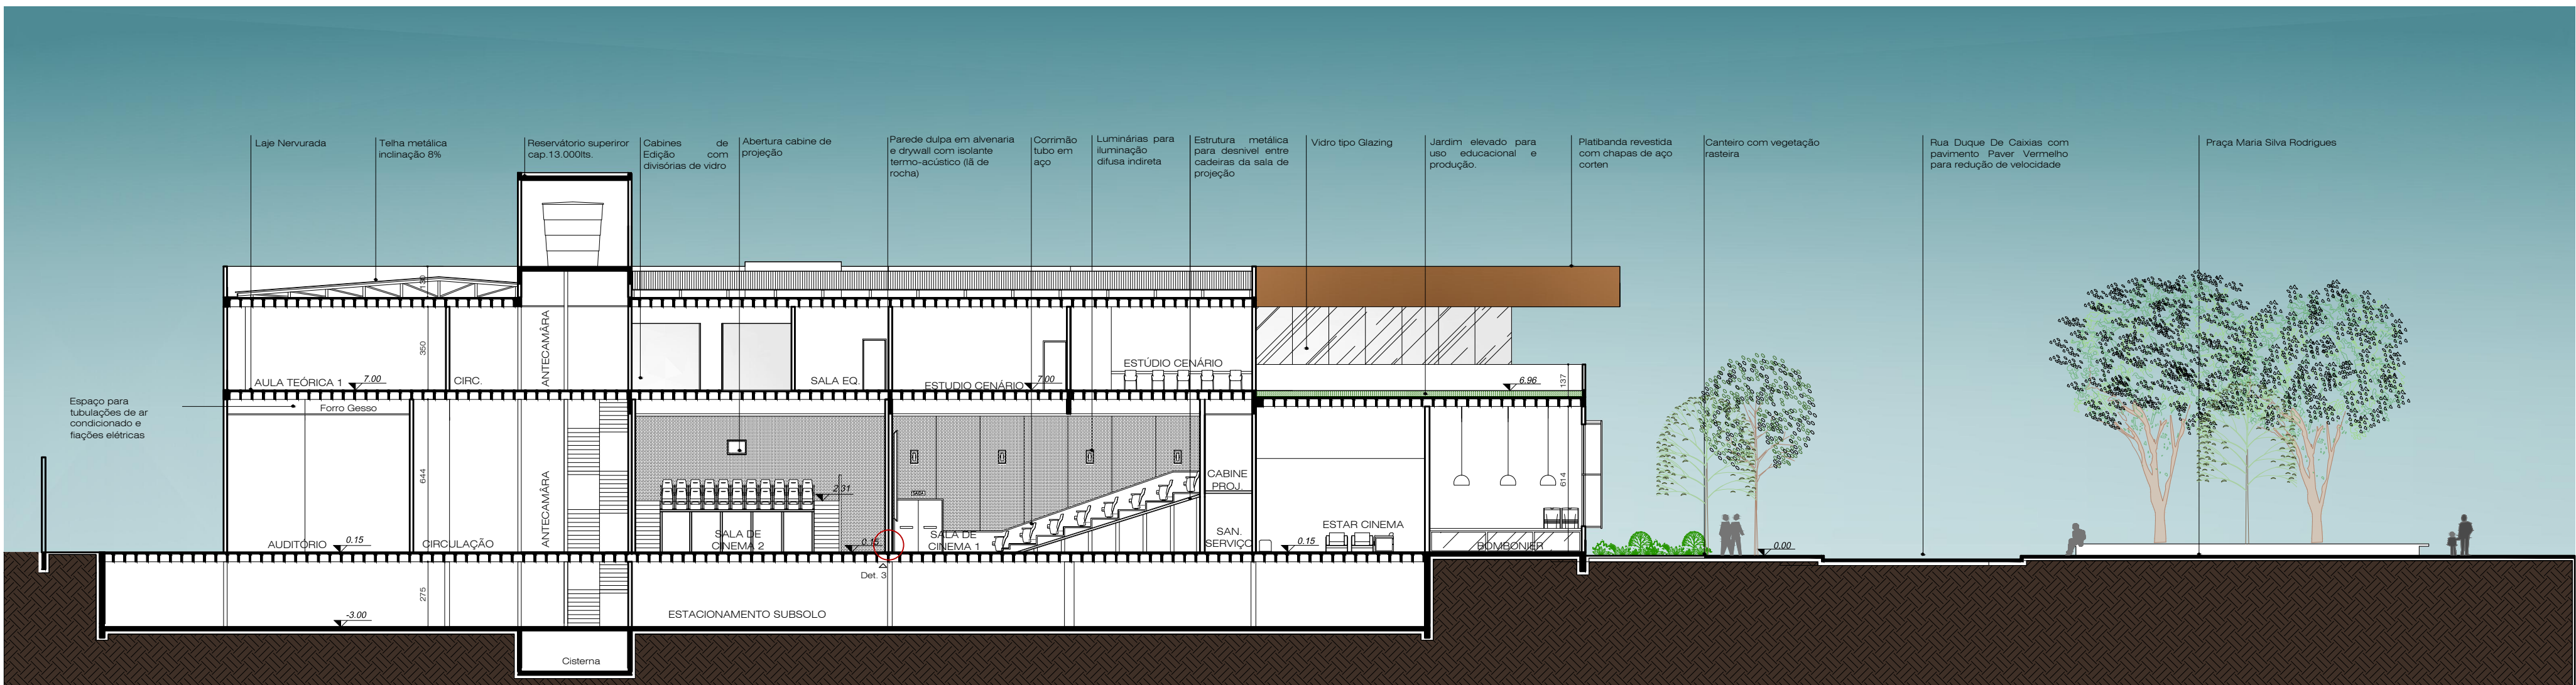 Laje Nervurada
Telha metálica
inclinação 8%
Reservátorio superiror
cap.13.000lts.
Cabines de
Edição com
divisórias de vidro
Abertura cabine de
projeção
Parede dulpa em alvenaria
e drywall com isolante
termo-acústico (lã de
rocha)
Corrimão
tubo em
aço
Luminárias para
iluminação
difusa indireta
Estrutura metálica
para desnivel entre
cadeiras da sala de
projeção
Vidro tipo Glazing
Jardim elevado para
uso educacional e
produção.
Platibanda revestida
com chapas de aço
corten
Canteiro com vegetação
rasteira
Rua Duque De Caixias com
pavimento Paver Vermelho
para redução de velocidade
Praça Maria Silva Rodrigues
130
350
ANTECAMÂRA
ESTÚDIO CENÁRIO
AULA TEÓRICA 1
7.00
CIRC.
SALA EQ.
ESTUDIO CENÁRIO
7.00
6.96
137
Espaço para
tubulações de ar
condicionado e
fiações elétricas
Forro Gesso
644
ANTECAMÂRA
2.31
SAÍDA
CABINE
PROJ.
614
AUDITÓRIO
0.15
CIRCULAÇÃO
SALA DE
CINEMA 2
0.15
SALA DE
CINEMA 1
SAN.
SERVIÇO
ESTAR CINEMA
0.15
BOMBONIER
0.00
Det. 3
275
-3.00
ESTACIONAMENTO SUBSOLO
Cisterna